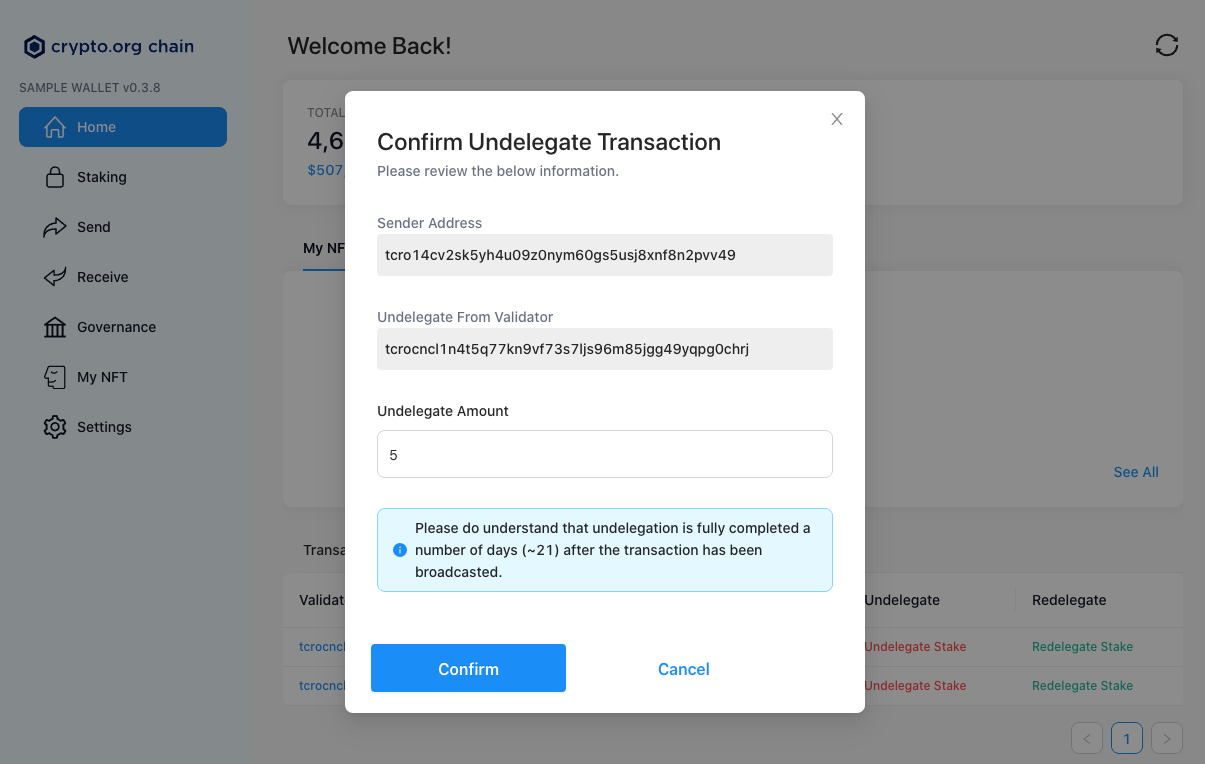 crypto.org chain
SAMPLE WALLET v0.3.8
Home
Staking
Send
Receive
Governance
My NFT
Settings
Welcome Back!
TOTAL
4,6
$507,
My NF
See All
Confirm Undelegate Transaction
Please review the below information.
Sender Address
tcro14cv2sk5yh4u09z0nym60gs5usj8xnf8n2pvv49
Undelegate From Validator
tcrocncl1n4t5q77kn9vf73s7ljs96m85jgg49yqpg0chrj
Undelegate Amount
5
Please do understand that undelegation is fully completed a
number of days (~21) after the transaction has been
broadcasted.
Confirm Cancel
Transa
Validat Undelegate Redelegate
tcrocncl Undelegate Stake Redelegate Stake
tcrocncl Undelegate Stake Redelegate Stake
< 1 >